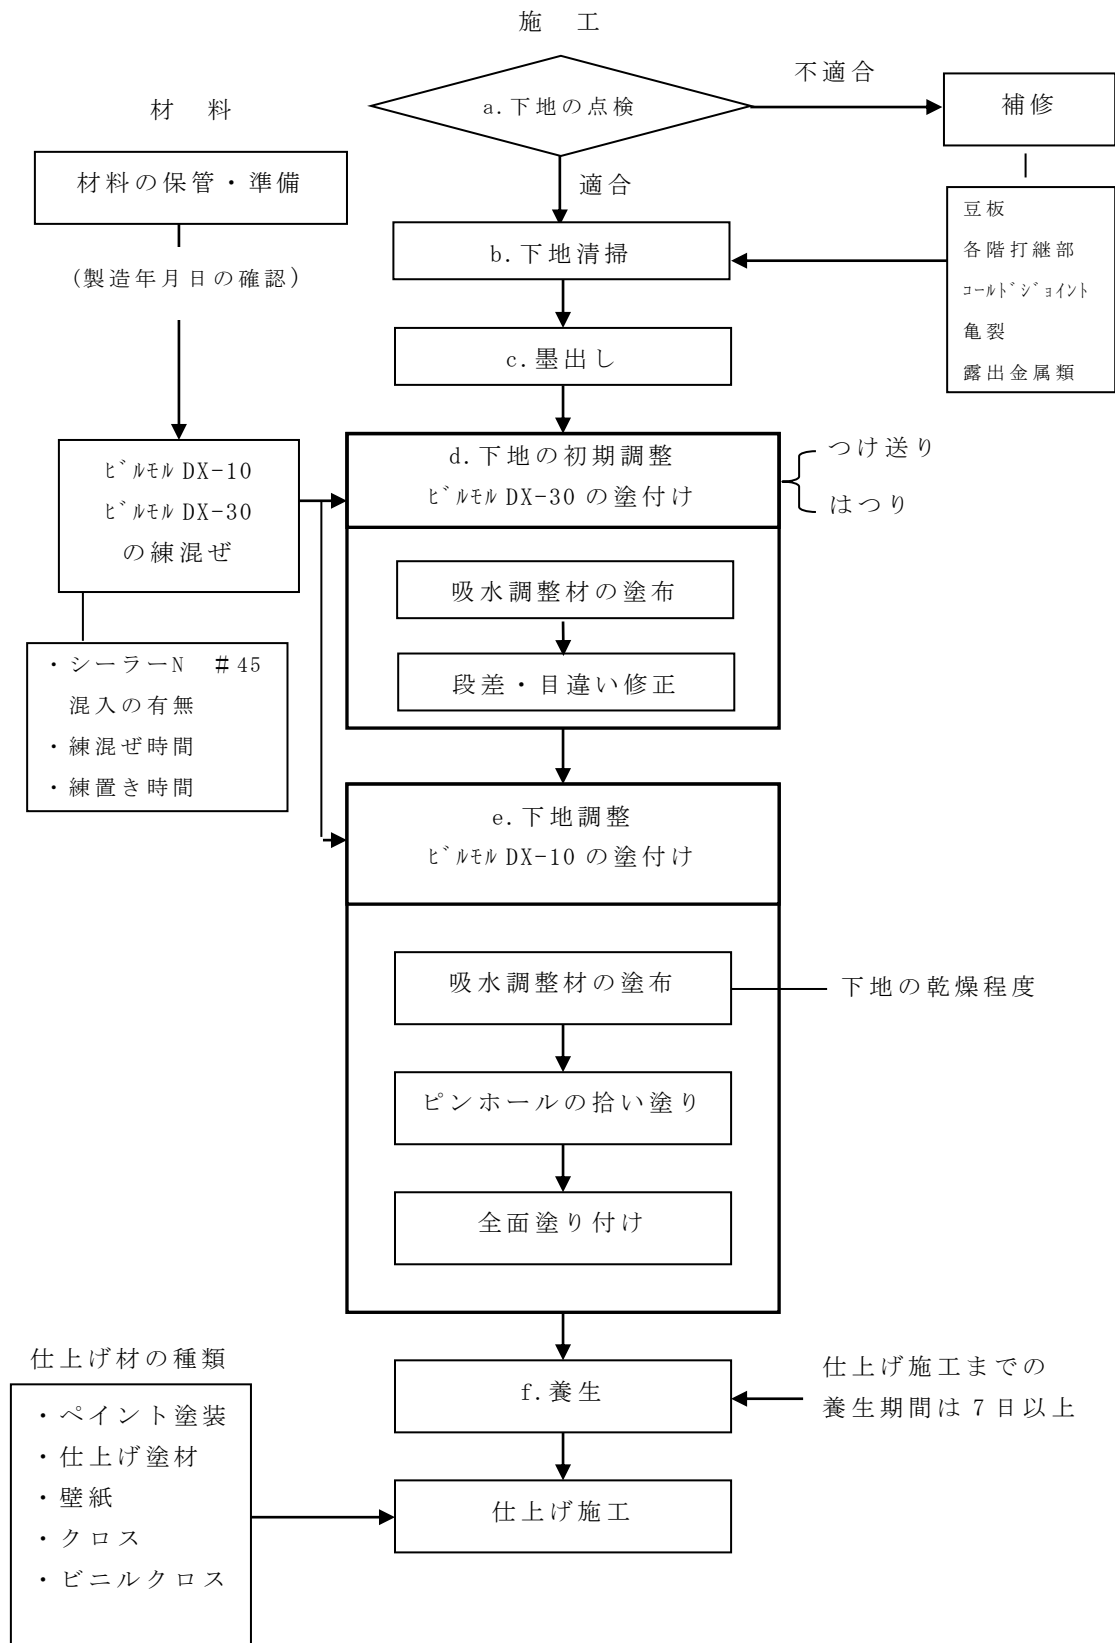 施　工
a.下地の点検
不適合
補修
材　料
材料の保管・準備
適合
豆板
各階打継部
ｺｰﾙﾄﾞｼﾞｮｲﾝﾄ
亀裂
露出金属類
b.下地清掃
(製造年月日の確認)
c.墨出し
ﾋﾞﾙﾓﾙ DX-10
ﾋﾞﾙﾓﾙ DX-30
の練混ぜ
d.下地の初期調整
ﾋﾞﾙﾓﾙ DX-30 の塗付け
つけ送り
はつり
吸水調整材の塗布
段差・目違い修正
・シーラーN　＃45
混入の有無
・練混ぜ時間
・練置き時間
e.下地調整
ﾋﾞﾙﾓﾙ DX-10 の塗付け
吸水調整材の塗布
下地の乾燥程度
ピンホールの拾い塗り
全面塗り付け
f.養生
仕上げ施工までの
養生期間は 7 日以上
仕上げ材の種類
・ペイント塗装
・仕上げ塗材
・壁紙
・クロス
・ビニルクロス
仕上げ施工